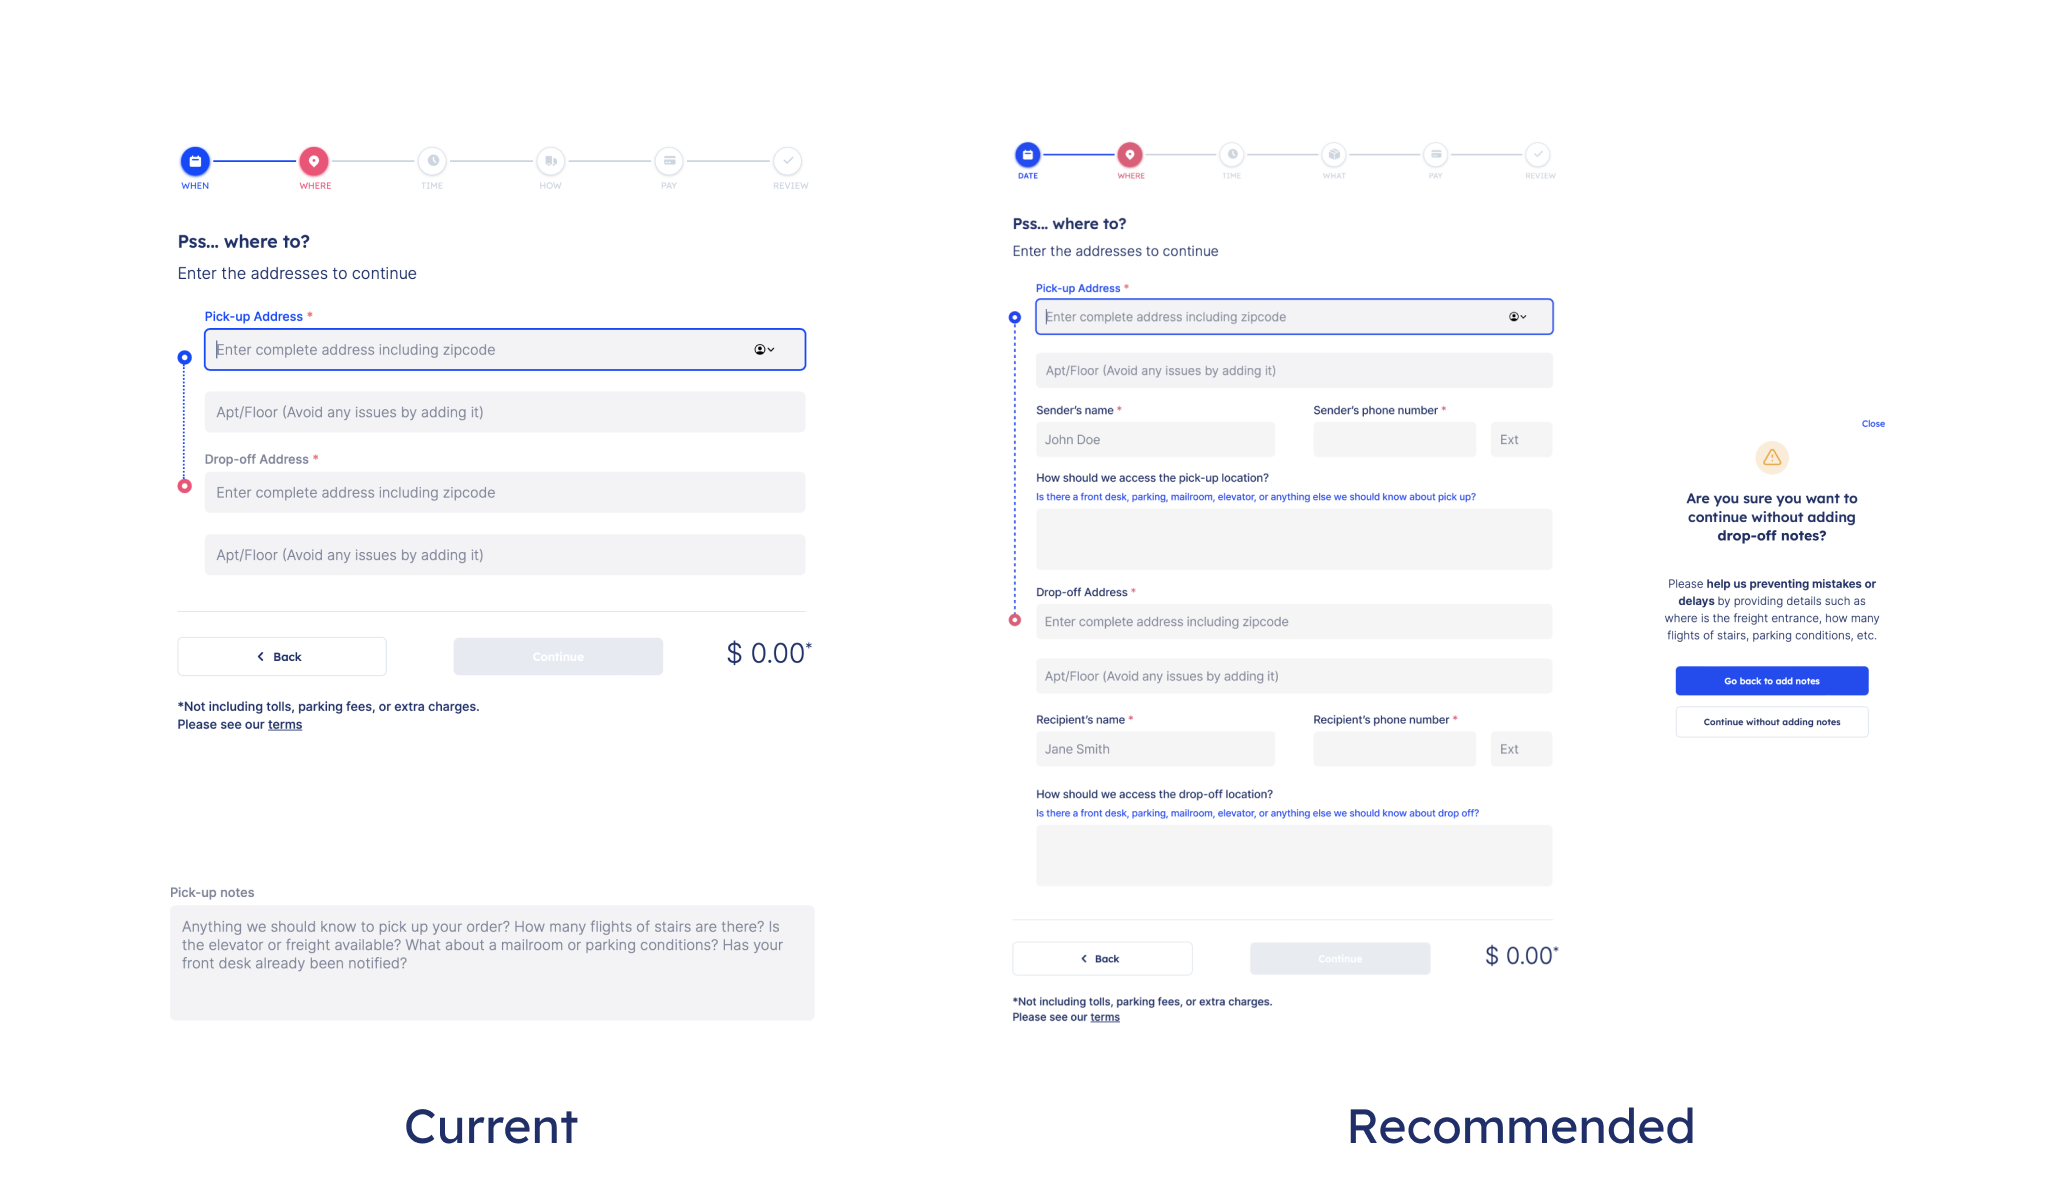 WHEN
WHERE
TIME
HOW
PAY
REVIEW
Pss... where to?
Enter the addresses to continue
Pick-up Address *
Enter complete address including zipcode
Apt/Floor (Avoid any issues by adding it)
Drop-off Address *
Enter complete address including zipcode
Apt/Floor (Avoid any issues by adding it)
Back
Continue
$ 0.00*
*Not including tolls, parking fees, or extra charges.
Please see our terms
Pick-up notes
Anything we should know to pick up your order? How many flights of stairs are there? Is
the elevator or freight available? What about a mailroom or parking conditions? Has your
front desk already been notified?
Current
DATE
WHERE
TIME
WHAT
PAY
REVIEW
Pss... where to?
Enter the addresses to continue
Pick-up Address *
Enter complete address including zipcode
Apt/Floor (Avoid any issues by adding it)
Sender's name *
Sender's phone number *
John Doe
Ext
How should we access the pick-up location?
Is there a front desk, parking, mailroom, elevator, or anything else we should know about pick up?
Drop-off Address *
Enter complete address including zipcode
Apt/Floor (Avoid any issues by adding it)
Recipient's name *
Recipient's phone number *
Jane Smith
Ext
How should we access the drop-off location?
Is there a front desk, parking, mailroom, elevator, or anything else we should know about drop off?
Back
Continue
$ 0.00*
*Not including tolls, parking fees, or extra charges.
Please see our terms
Close
Are you sure you want to
continue without adding
drop-off notes?
Please help us preventing mistakes or
delays by providing details such as
where is the freight entrance, how many
flights of stairs, parking conditions, etc.
Go back to add notes
Continue without adding notes
Recommended